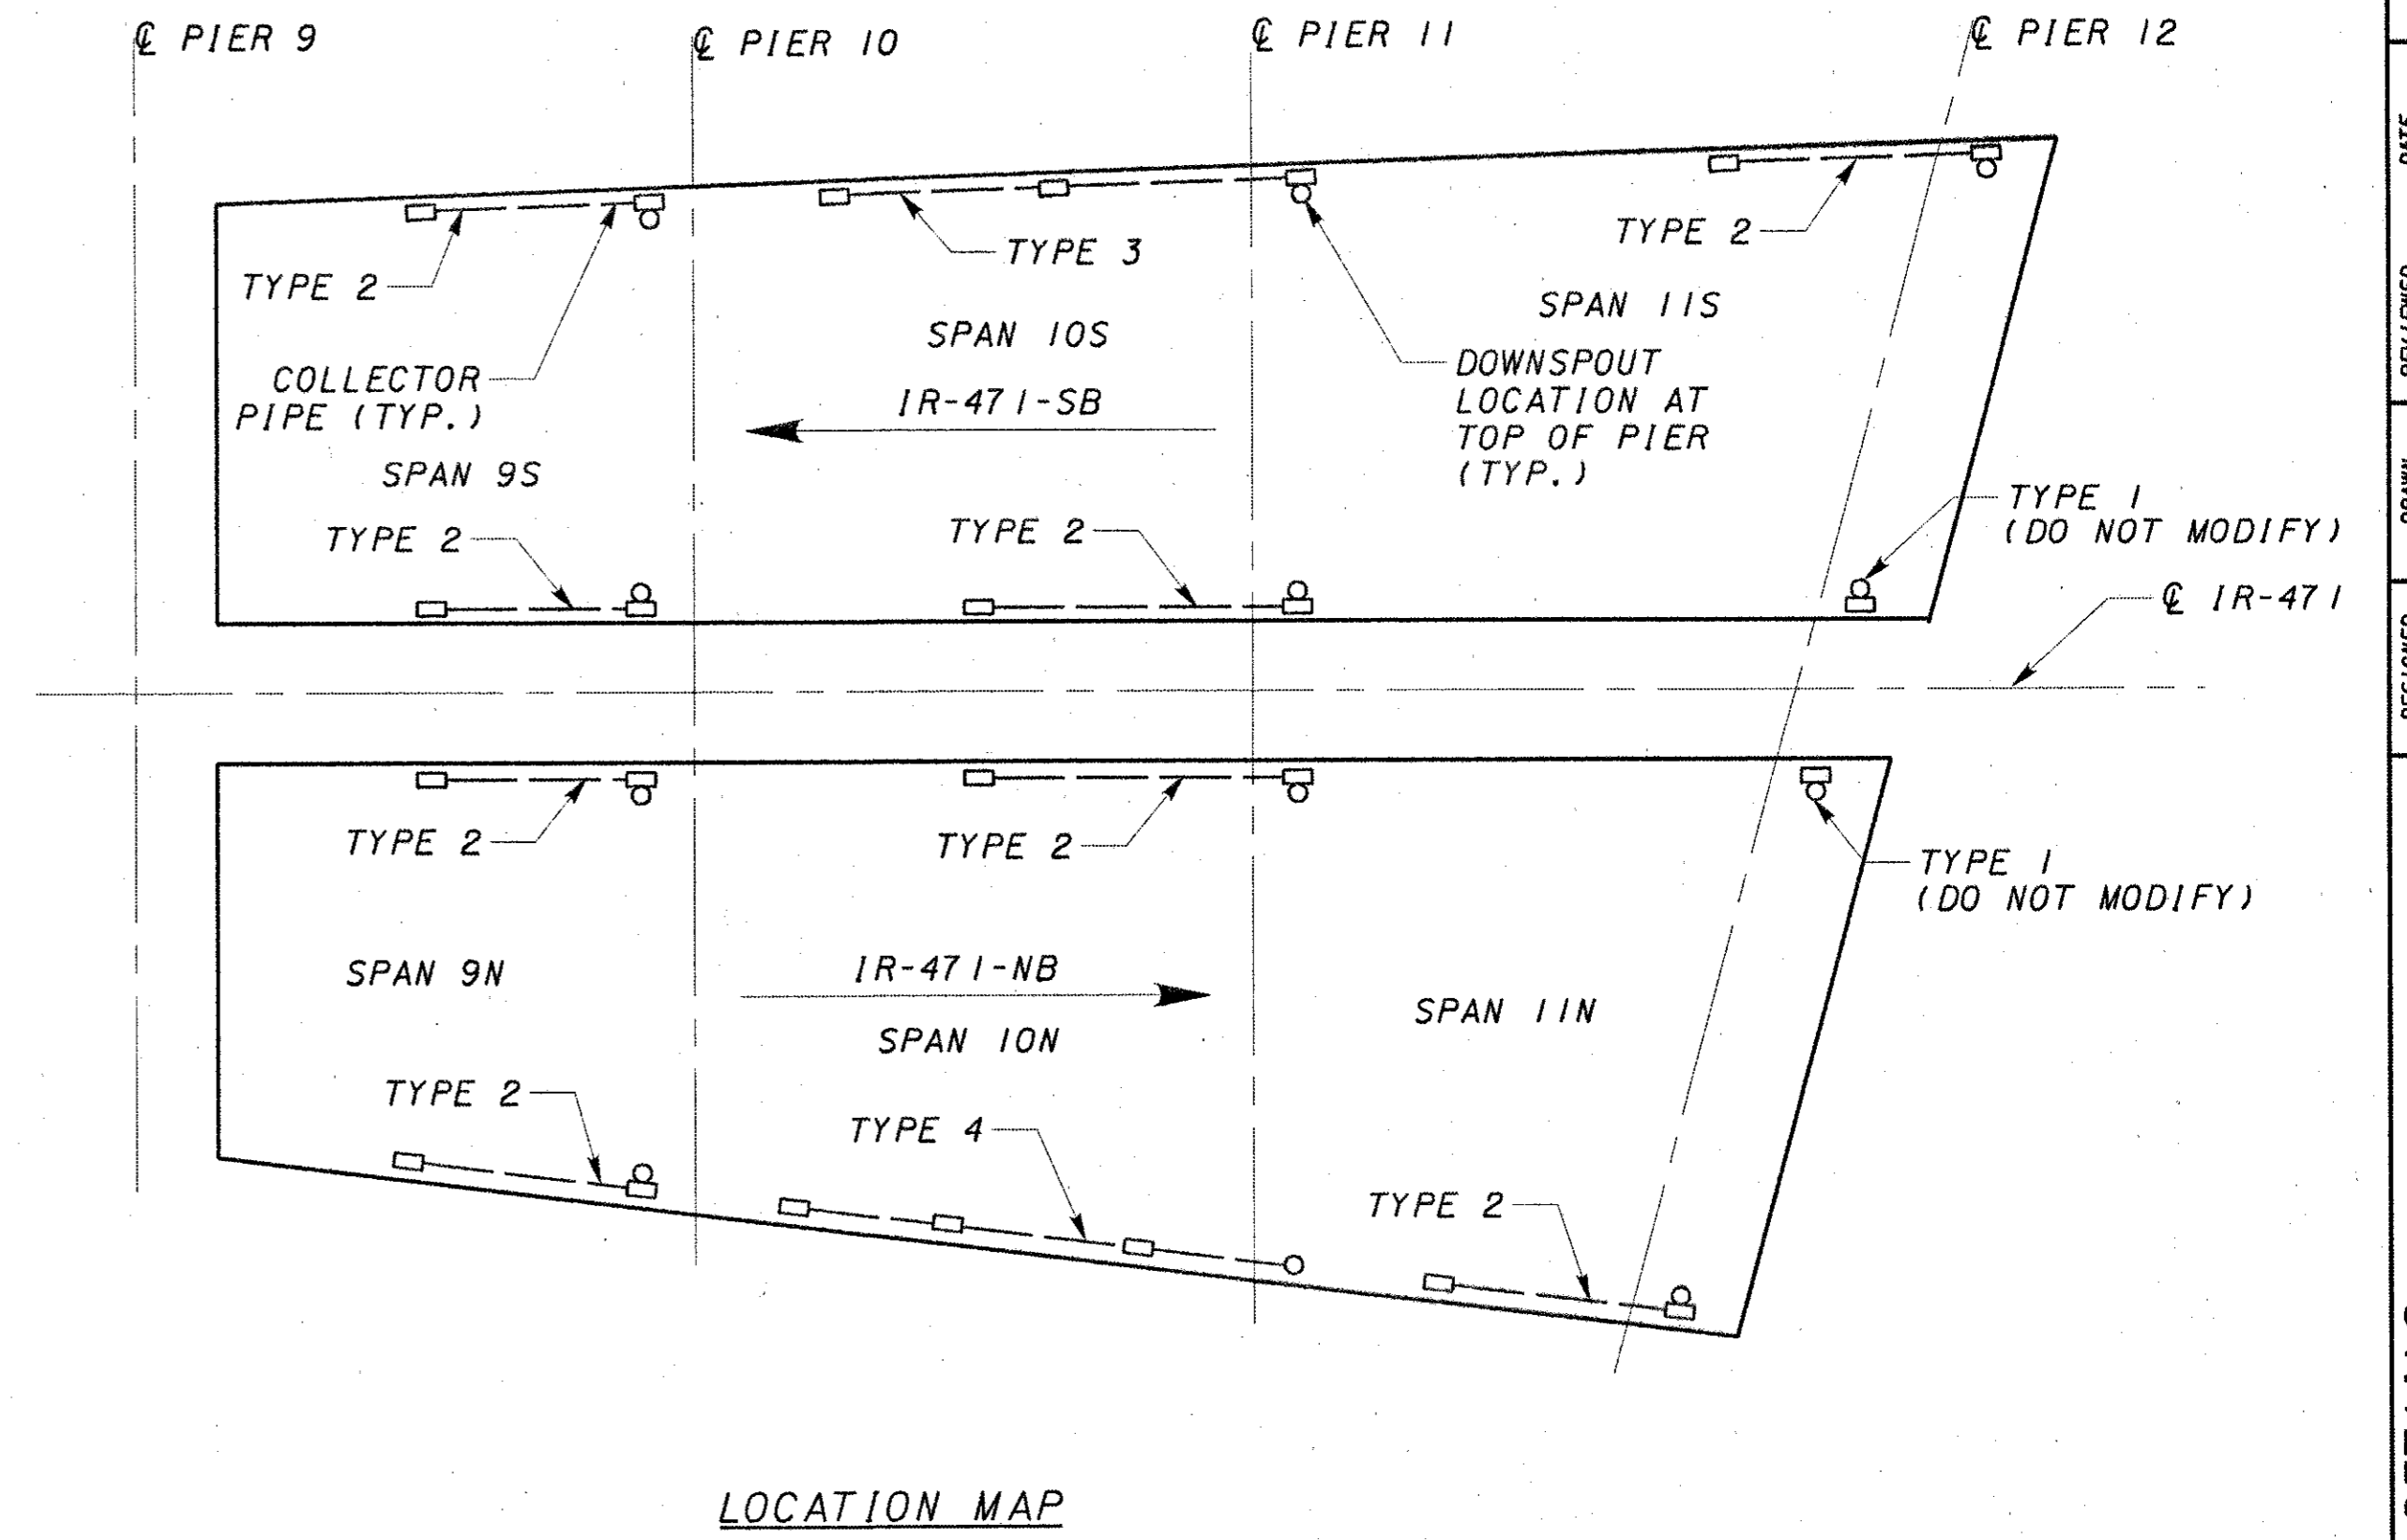 ℄ PIER 9
℄ PIER 10
℄ PIER 11
℄ PIER 12
TYPE 2
TYPE 3
TYPE 2
SPAN 11S
SPAN 10S
COLLECTOR
PIPE (TYP.)
IR-471-SB
DOWNSPOUT
LOCATION AT
TOP OF PIER
(TYP.)
SPAN 9S
TYPE 2
TYPE 2
TYPE 1
(DO NOT MODIFY)
℄ IR-471
TYPE 2
TYPE 2
TYPE 1
(DO NOT MODIFY)
SPAN 9N
IR-471-NB
SPAN 10N
SPAN 11N
TYPE 2
TYPE 4
TYPE 2
LOCATION MAP